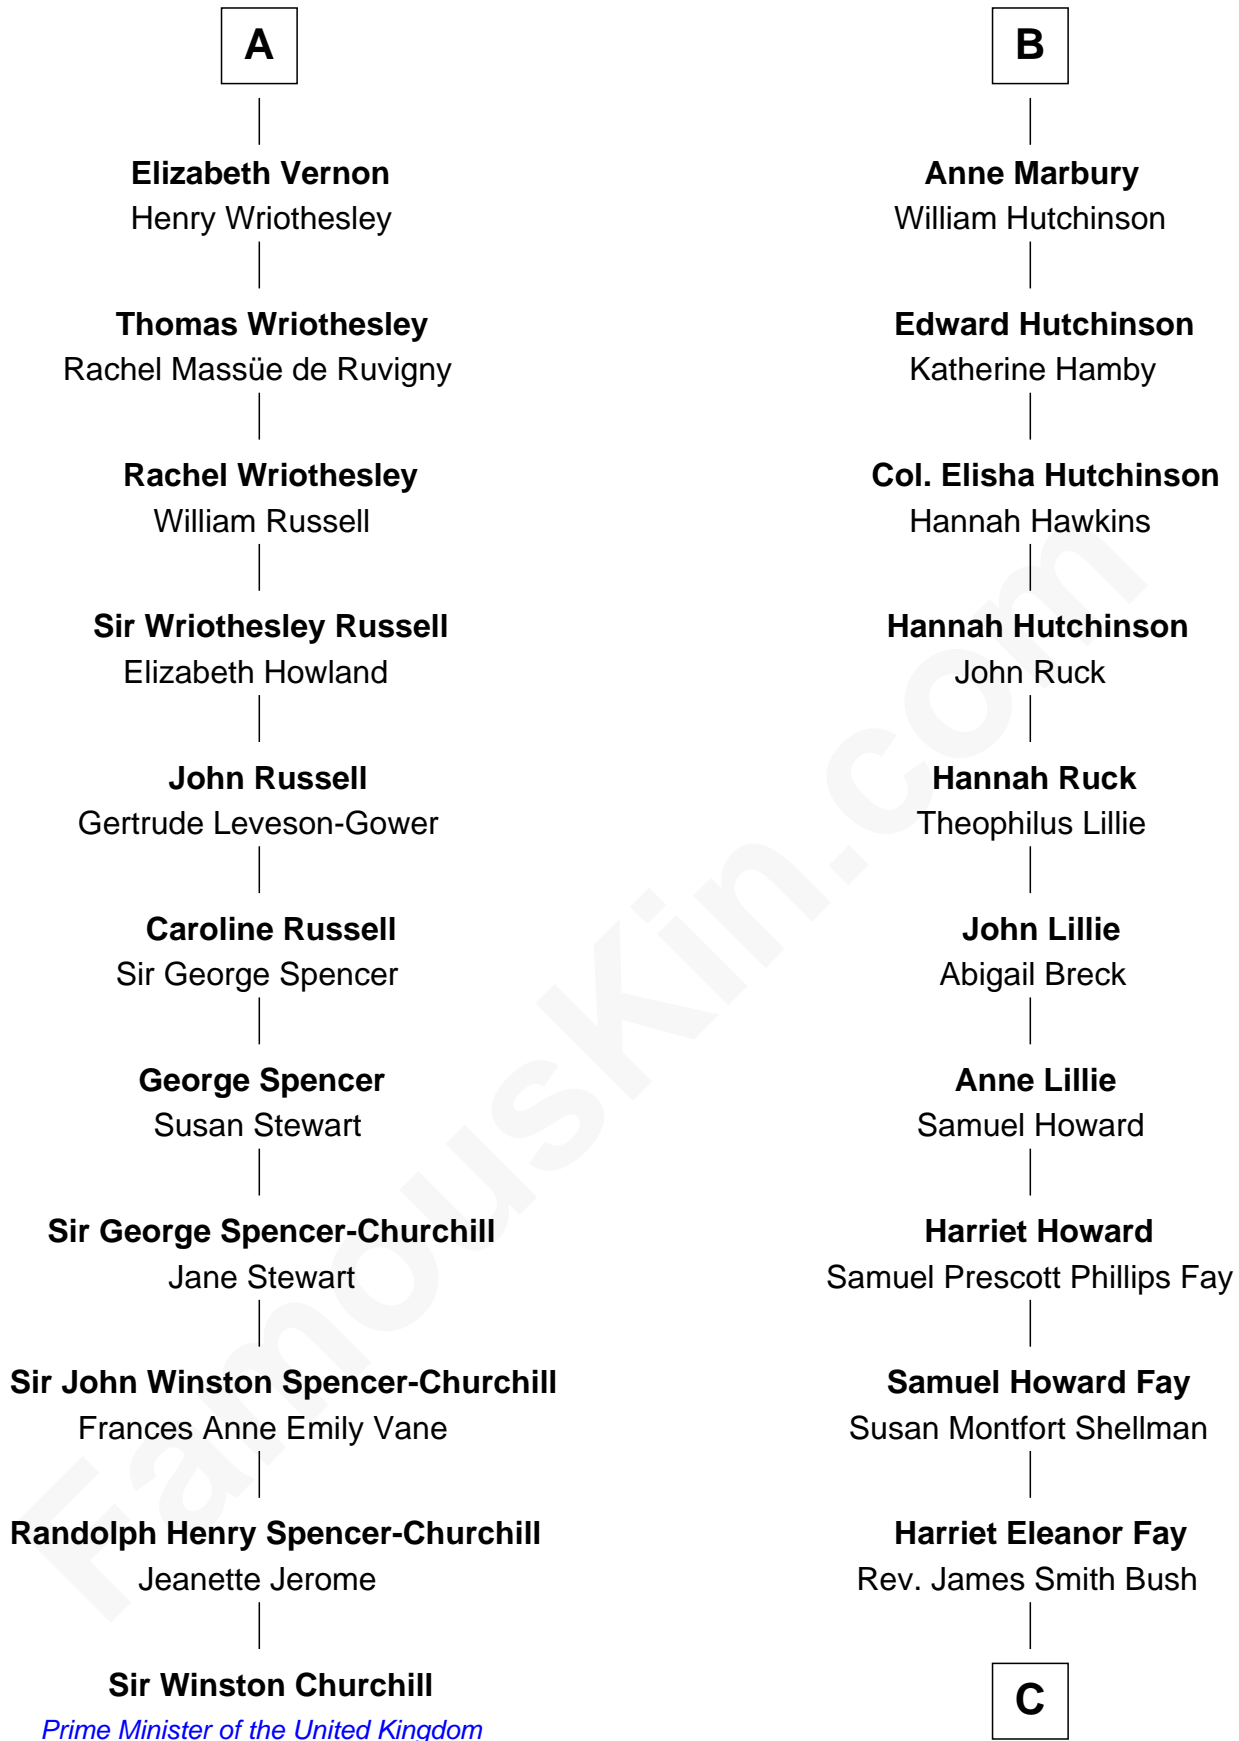 A
Elizabeth Vernon
Henry Wriothesley
Thomas Wriothesley
Rachel Massüe de Ruvigny
Rachel Wriothesley
William Russell
Sir Wriothesley Russell
Elizabeth Howland
John Russell
Gertrude Leveson-Gower
Caroline Russell
Sir George Spencer
George Spencer
Susan Stewart
Sir George Spencer-Churchill
Jane Stewart
Sir John Winston Spencer-Churchill
Frances Anne Emily Vane
Randolph Henry Spencer-Churchill
Jeanette Jerome
Sir Winston Churchill
Prime Minister of the United Kingdom
B
Anne Marbury
William Hutchinson
Edward Hutchinson
Katherine Hamby
Col. Elisha Hutchinson
Hannah Hawkins
Hannah Hutchinson
John Ruck
Hannah Ruck
Theophilus Lillie
John Lillie
Abigail Breck
Anne Lillie
Samuel Howard
Harriet Howard
Samuel Prescott Phillips Fay
Samuel Howard Fay
Susan Montfort Shellman
Harriet Eleanor Fay
Rev. James Smith Bush
C
FamousKin.com